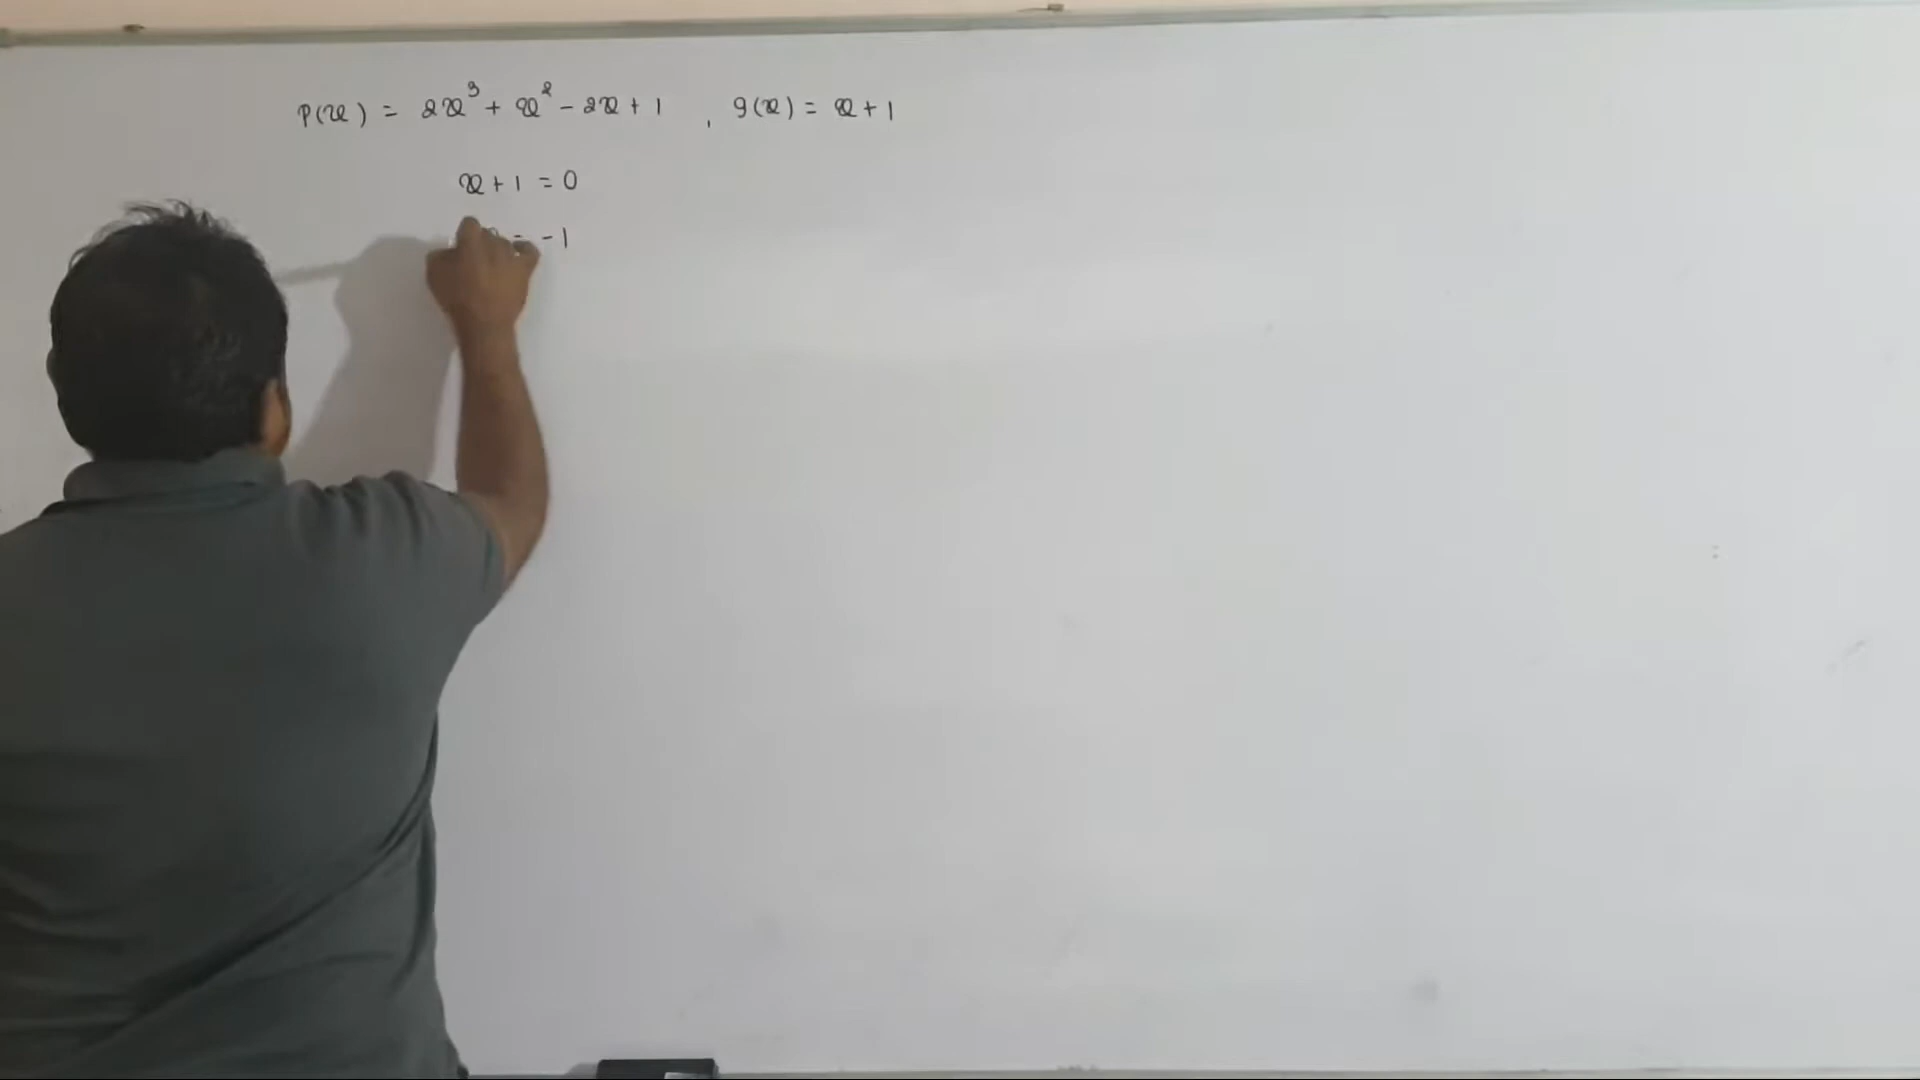 p(x) = 2x³ + x² - 2x + 1 , g(x) = x + 1
x + 1 = 0
= -1